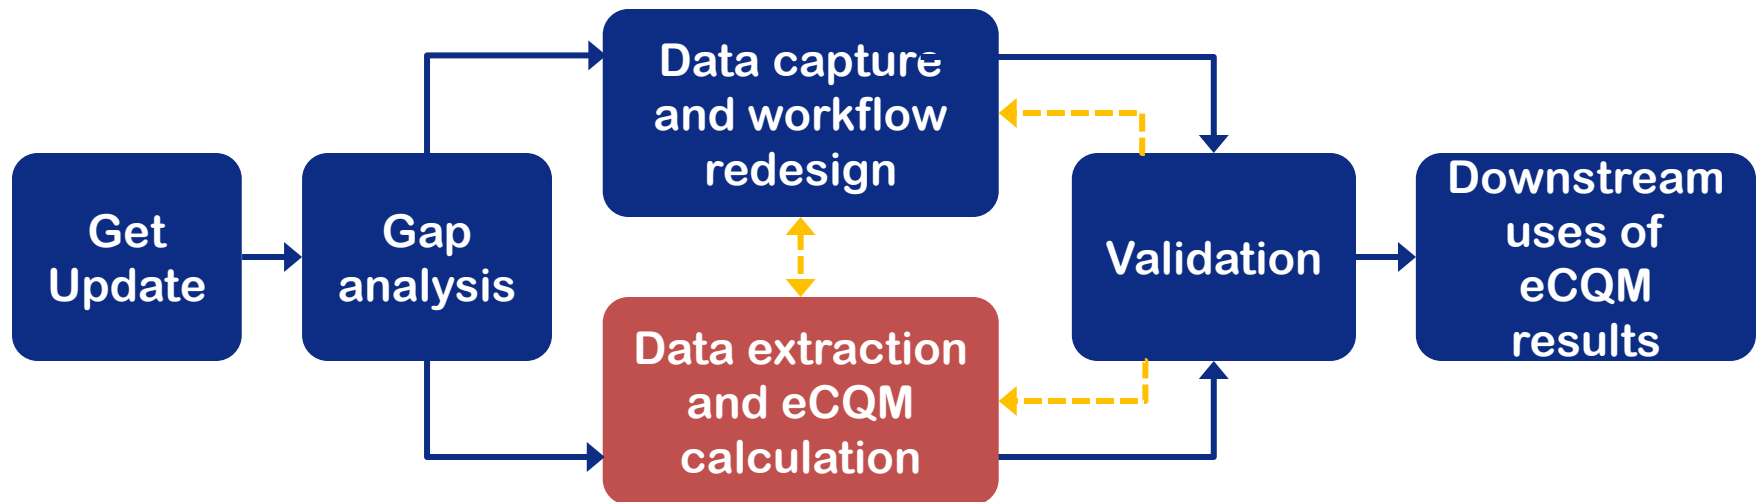 Get
Update
Gap
analysis
Data capture
and workflow
redesign
Data extraction
and eCQM
calculation
Validation
Downstream
uses of
eCQM
results